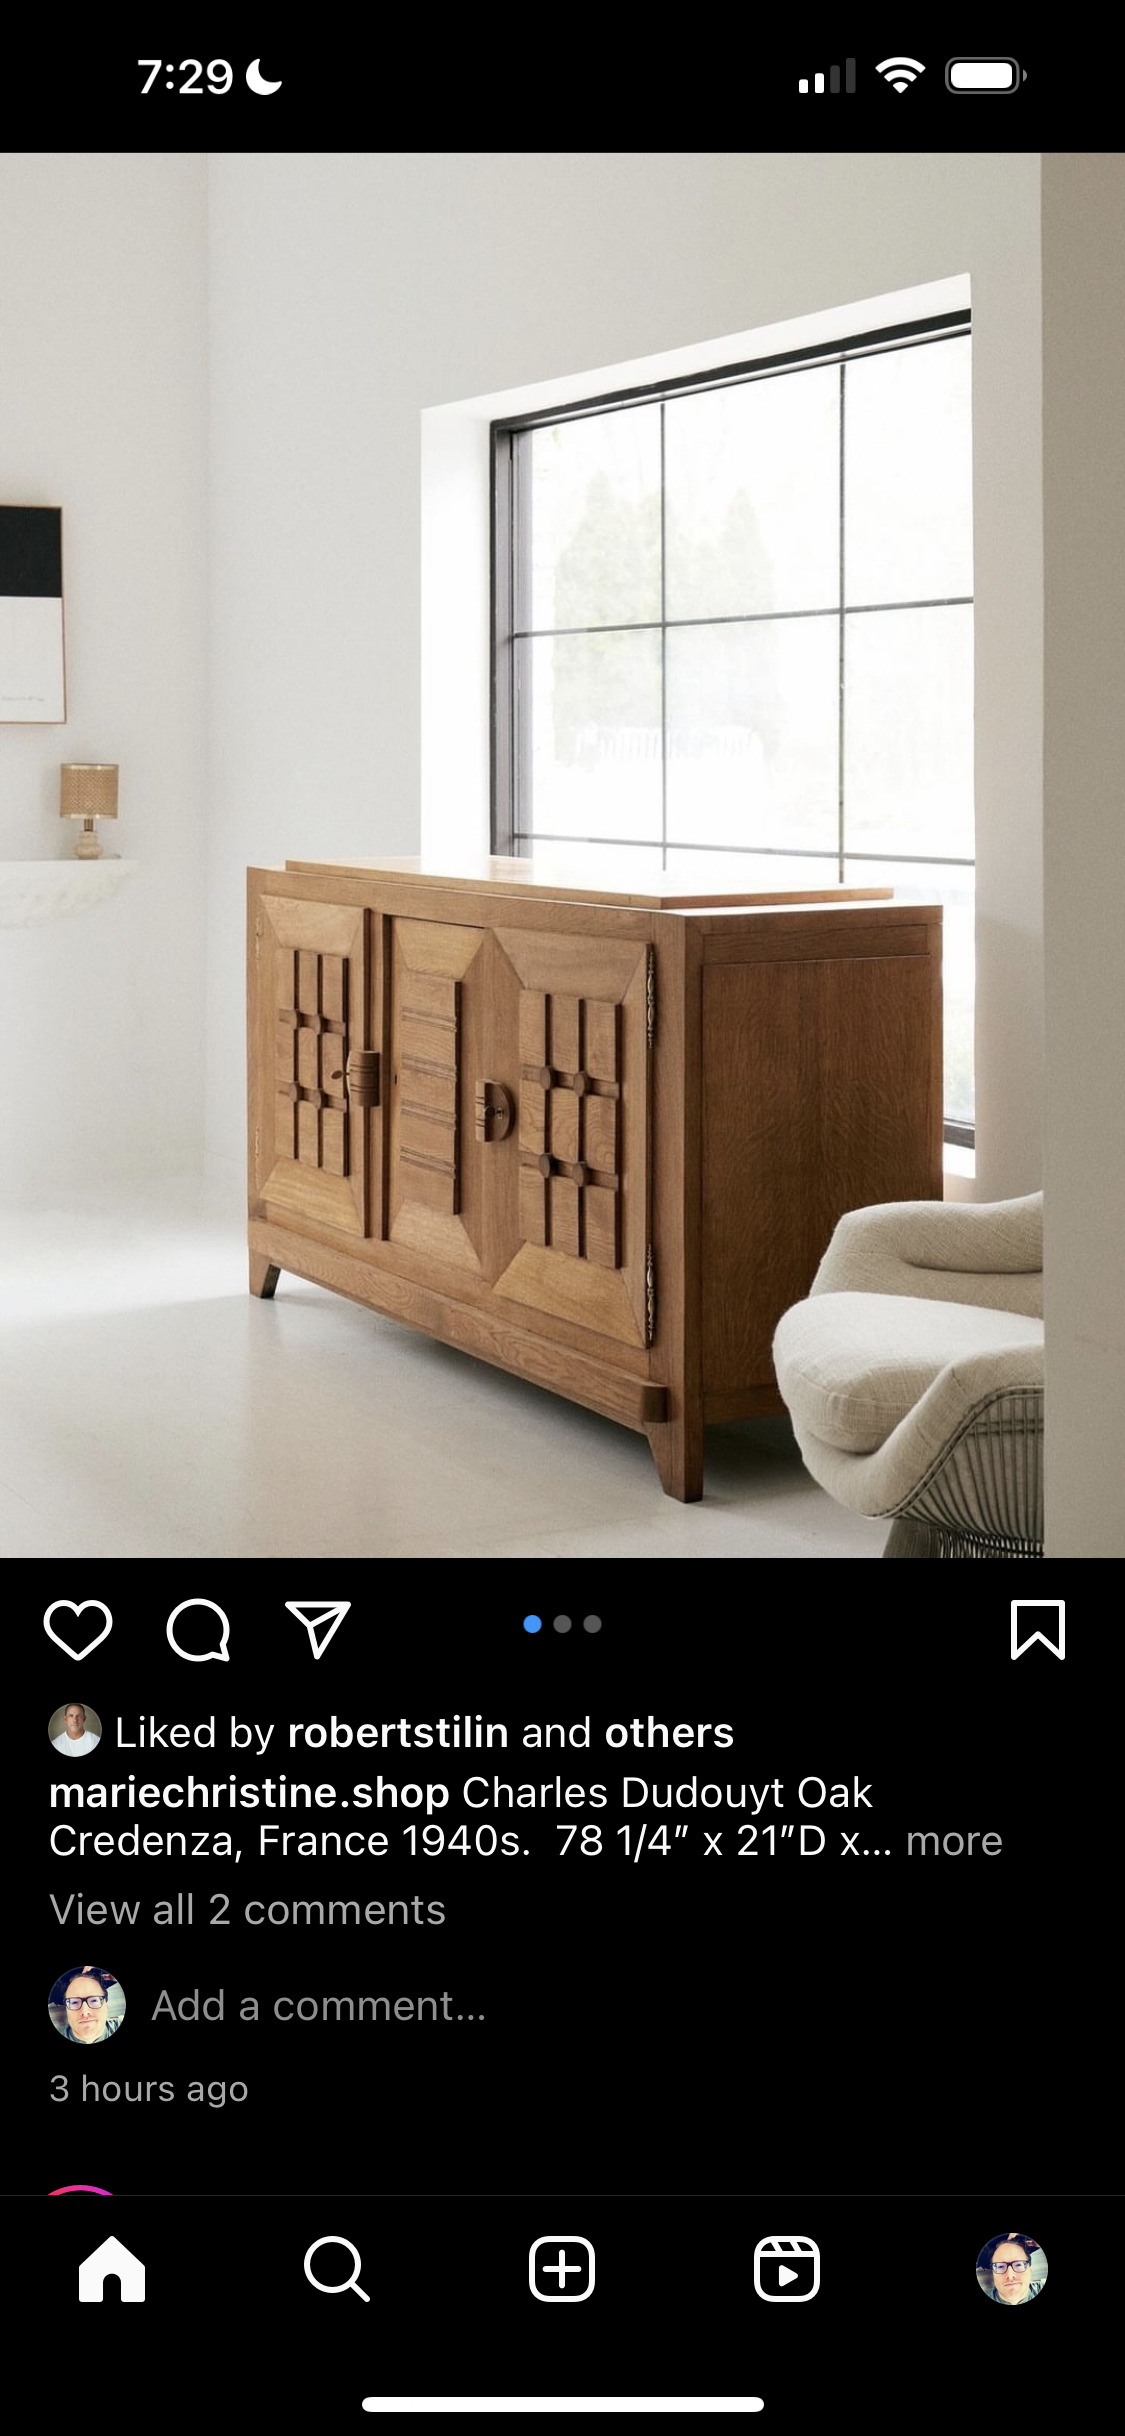 7:29
Liked by robertstilin and others
mariechristine.shop Charles Dudouyt Oak
Credenza, France 1940s.  78 1/4” x 21”D x... more
View all 2 comments
Add a comment...
3 hours ago